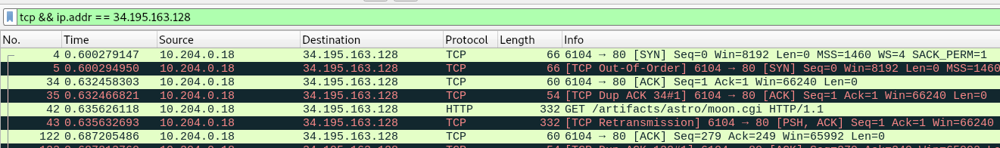 tcp && ip.addr == 34.195.163.128
No. Time Source Destination Protocol Length Info
4 0.600279147 10.204.0.18 34.195.163.128 TCP 66 6104 → 80 [SYN] Seq=0 Win=8192 Len=0 MSS=1460 WS=4 SACK_PERM=1
5 0.600294950 10.204.0.18 34.195.163.128 TCP 66 [TCP Out-Of-Order] 6104 → 80 [SYN] Seq=0 Win=8192 Len=0 MSS=1460
34 0.632458303 10.204.0.18 34.195.163.128 TCP 60 6104 → 80 [ACK] Seq=1 Ack=1 Win=66240 Len=0
35 0.632466821 10.204.0.18 34.195.163.128 TCP 54 [TCP Dup ACK 34#1] 6104 → 80 [ACK] Seq=1 Ack=1 Win=66240 Len=0
42 0.635626118 10.204.0.18 34.195.163.128 HTTP 332 GET /artifacts/astro/moon.cgi HTTP/1.1
43 0.635632693 10.204.0.18 34.195.163.128 TCP 332 [TCP Retransmission] 6104 → 80 [PSH, ACK] Seq=1 Ack=1 Win=66240
122 0.687205486 10.204.0.18 34.195.163.128 TCP 60 6104 → 80 [ACK] Seq=279 Ack=249 Win=65992 Len=0